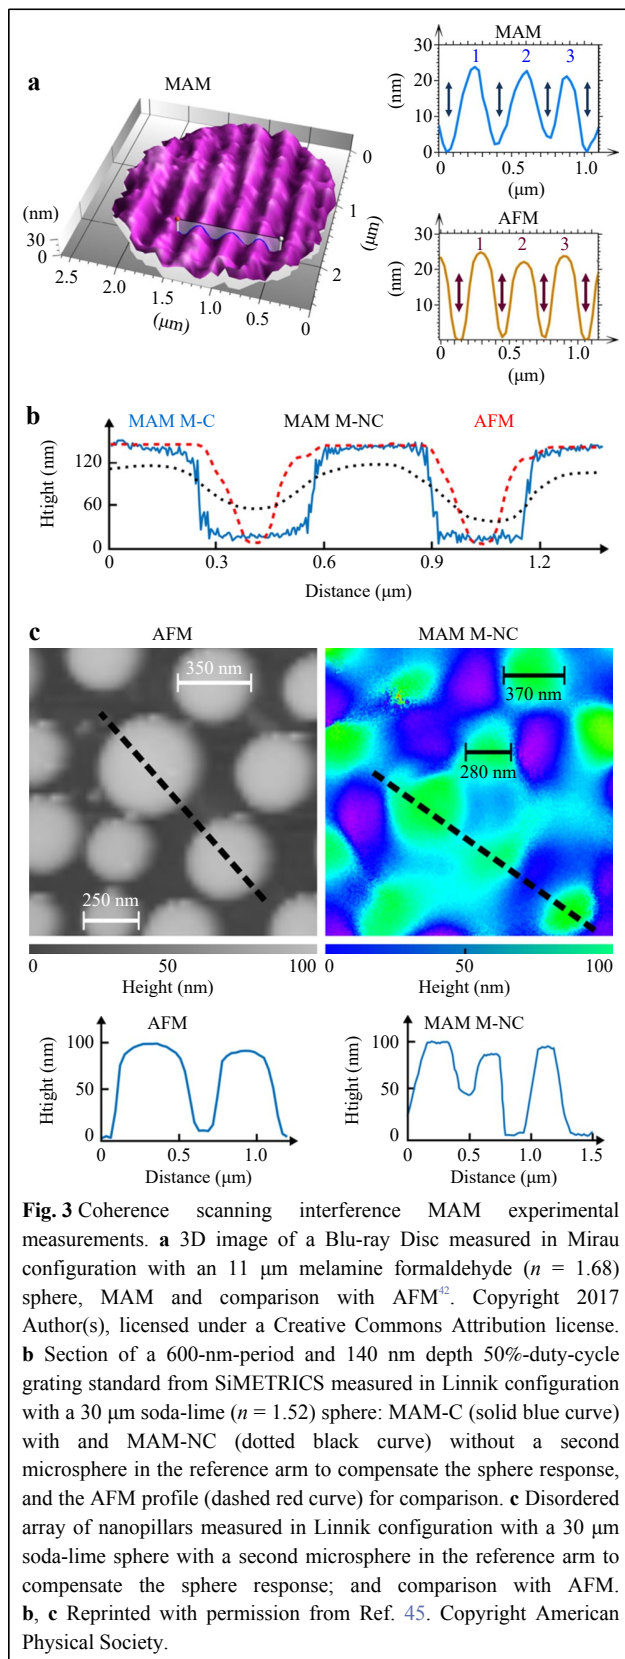 a
MAM
(nm)
30
0
2.5
2.0
1.5
1.0
0.5
0
(μm)
0
1
2
(μm)
MAM
30
20
10
0
(nm)
1
2
3
0
0.5
1.0
(μm)
AFM
30
20
10
(nm)
1
2
3
0
0.5
1.0
(μm)
b
MAM M-C
MAM M-NC
AFM
Htight (nm)
120
60
0
0
0.3
0.6
0.9
1.2
Distance (μm)
c
AFM
MAM M-NC
350 nm
250 nm
370 nm
280 nm
0
50
100
Height (nm)
0
50
100
Height (nm)
AFM
Htight (nm)
100
50
0
0
0.5
1.0
Distance (μm)
MAM M-NC
Htight (nm)
100
50
0
0
0.5
1.0
1.5
Distance (μm)
Fig. 3 Coherence scanning interference MAM experimental
measurements. a 3D image of a Blu-ray Disc measured in Mirau
configuration with an 11 μm melamine formaldehyde (n = 1.68)
sphere, MAM and comparison with AFM42. Copyright 2017
Author(s), licensed under a Creative Commons Attribution license.
b Section of a 600-nm-period and 140 nm depth 50%-duty-cycle
grating standard from SiMETRICS measured in Linnik configuration
with a 30 μm soda-lime (n = 1.52) sphere: MAM-C (solid blue curve)
with and MAM-NC (dotted black curve) without a second
microsphere in the reference arm to compensate the sphere response,
and the AFM profile (dashed red curve) for comparison. c Disordered
array of nanopillars measured in Linnik configuration with a 30 μm
soda-lime sphere with a second microsphere in the reference arm to
compensate the sphere response; and comparison with AFM.
b, c Reprinted with permission from Ref. 45. Copyright American
Physical Society.